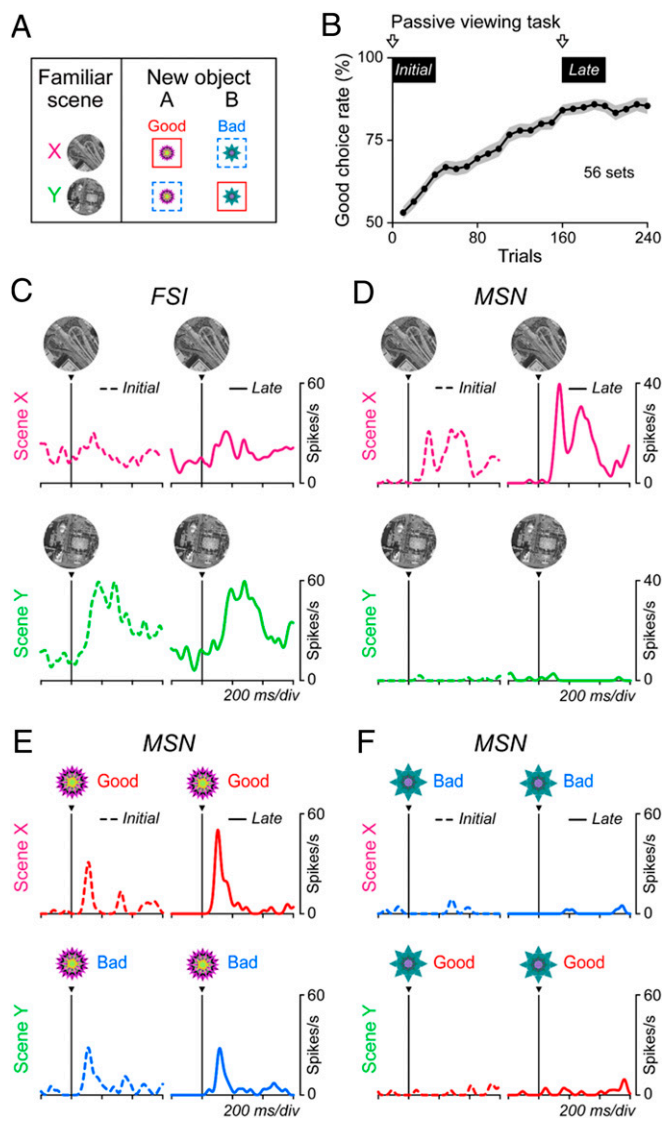 A
Familiar scene
New object
A B
Good Bad
X
Y
B
Passive viewing task
Initial Late
Good choice rate (%)
100
75
50
56 sets
0 80 160 240
Trials
C
FSI
Scene X
Initial Late
60
0
Spikes/s
Scene Y
60
0
Spikes/s
200 ms/div
D
MSN
Scene X
Initial Late
40
0
Spikes/s
Scene Y
40
0
Spikes/s
200 ms/div
E
MSN
Good Good
Scene X
Initial Late
60
0
Spikes/s
Bad Bad
Scene Y
60
0
Spikes/s
200 ms/div
F
MSN
Bad Bad
Scene X
Initial Late
60
0
Spikes/s
Good Good
Scene Y
60
0
Spikes/s
200 ms/div